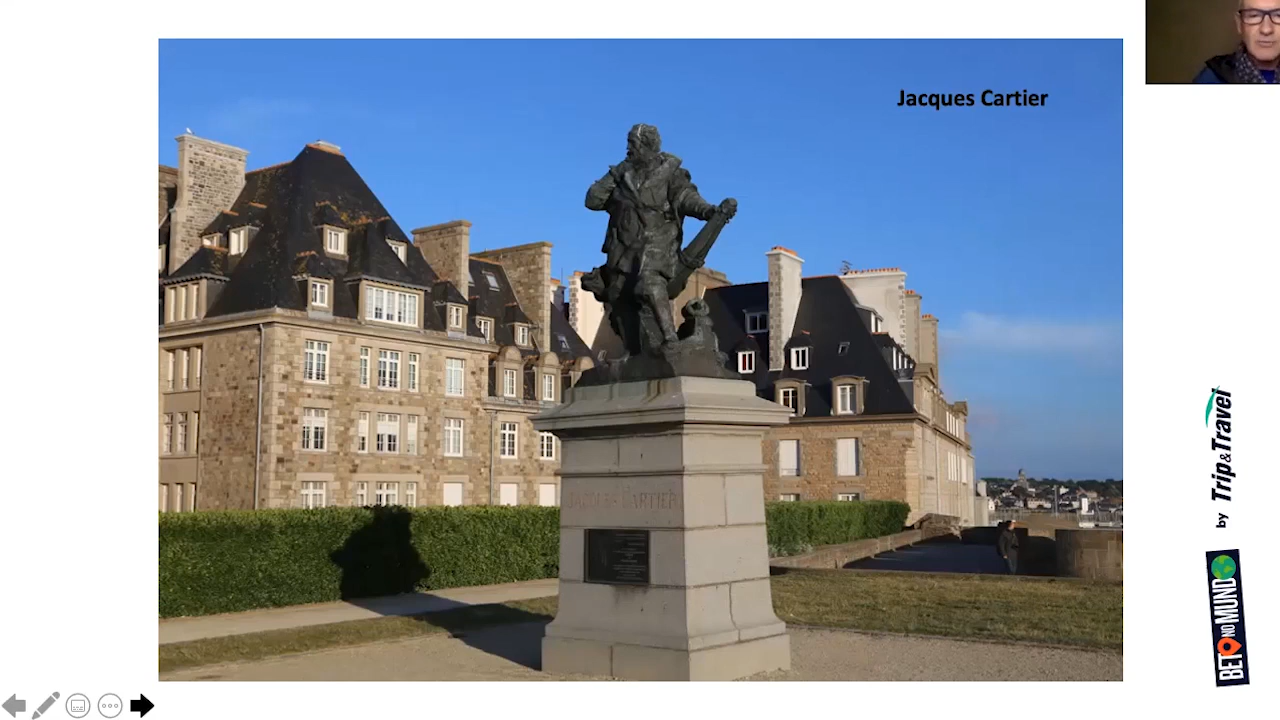 Jacques Cartier
JACQUES CARTIER
by Trip&Travel
BETO NO MUNDO